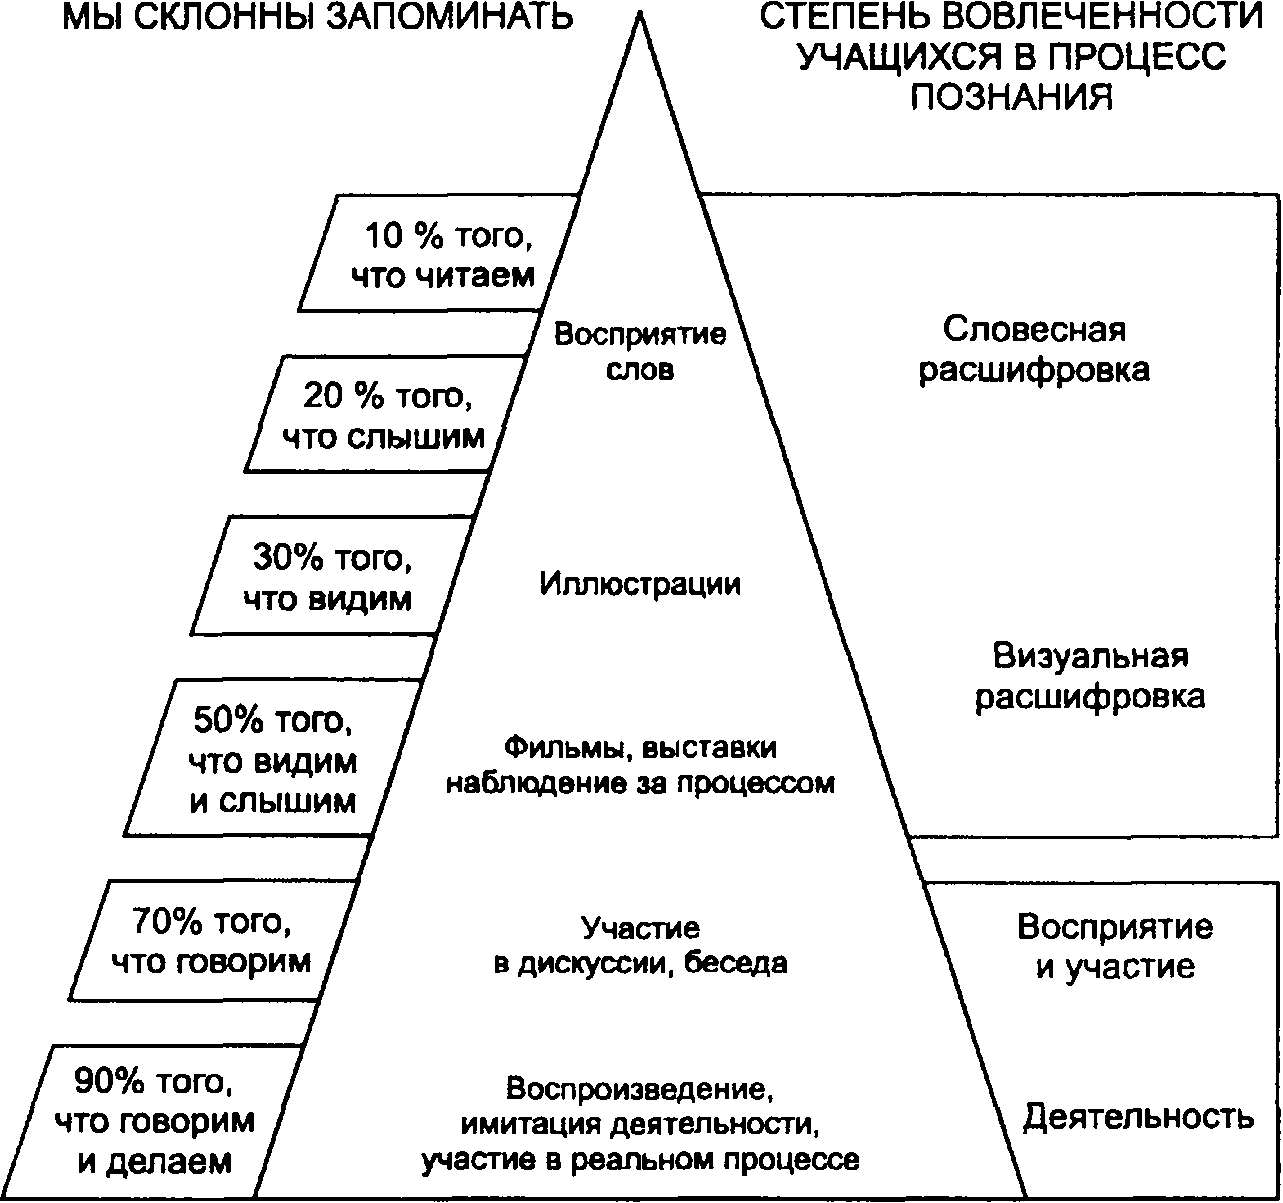 МЫ СКЛОННЫ ЗАПОМИНАТЬ
СТЕПЕНЬ ВОВЛЕЧЕННОСТИ
УЧАЩИХСЯ В ПРОЦЕСС
ПОЗНАНИЯ
10 % того,
что читаем
20 % того,
что слышим
30% того,
что видим
50% того,
что видим
и слышим
70% того,
что говорим
90% того,
что говорим
и делаем
Восприятие
слов
Иллюстрации
Фильмы, выставки
наблюдение за процессом
Участие
в дискуссии, беседа
Воспроизведение,
имитация деятельности,
участие в реальном процессе
Словесная
расшифровка
Визуальная
расшифровка
Восприятие
и участие
Деятельность